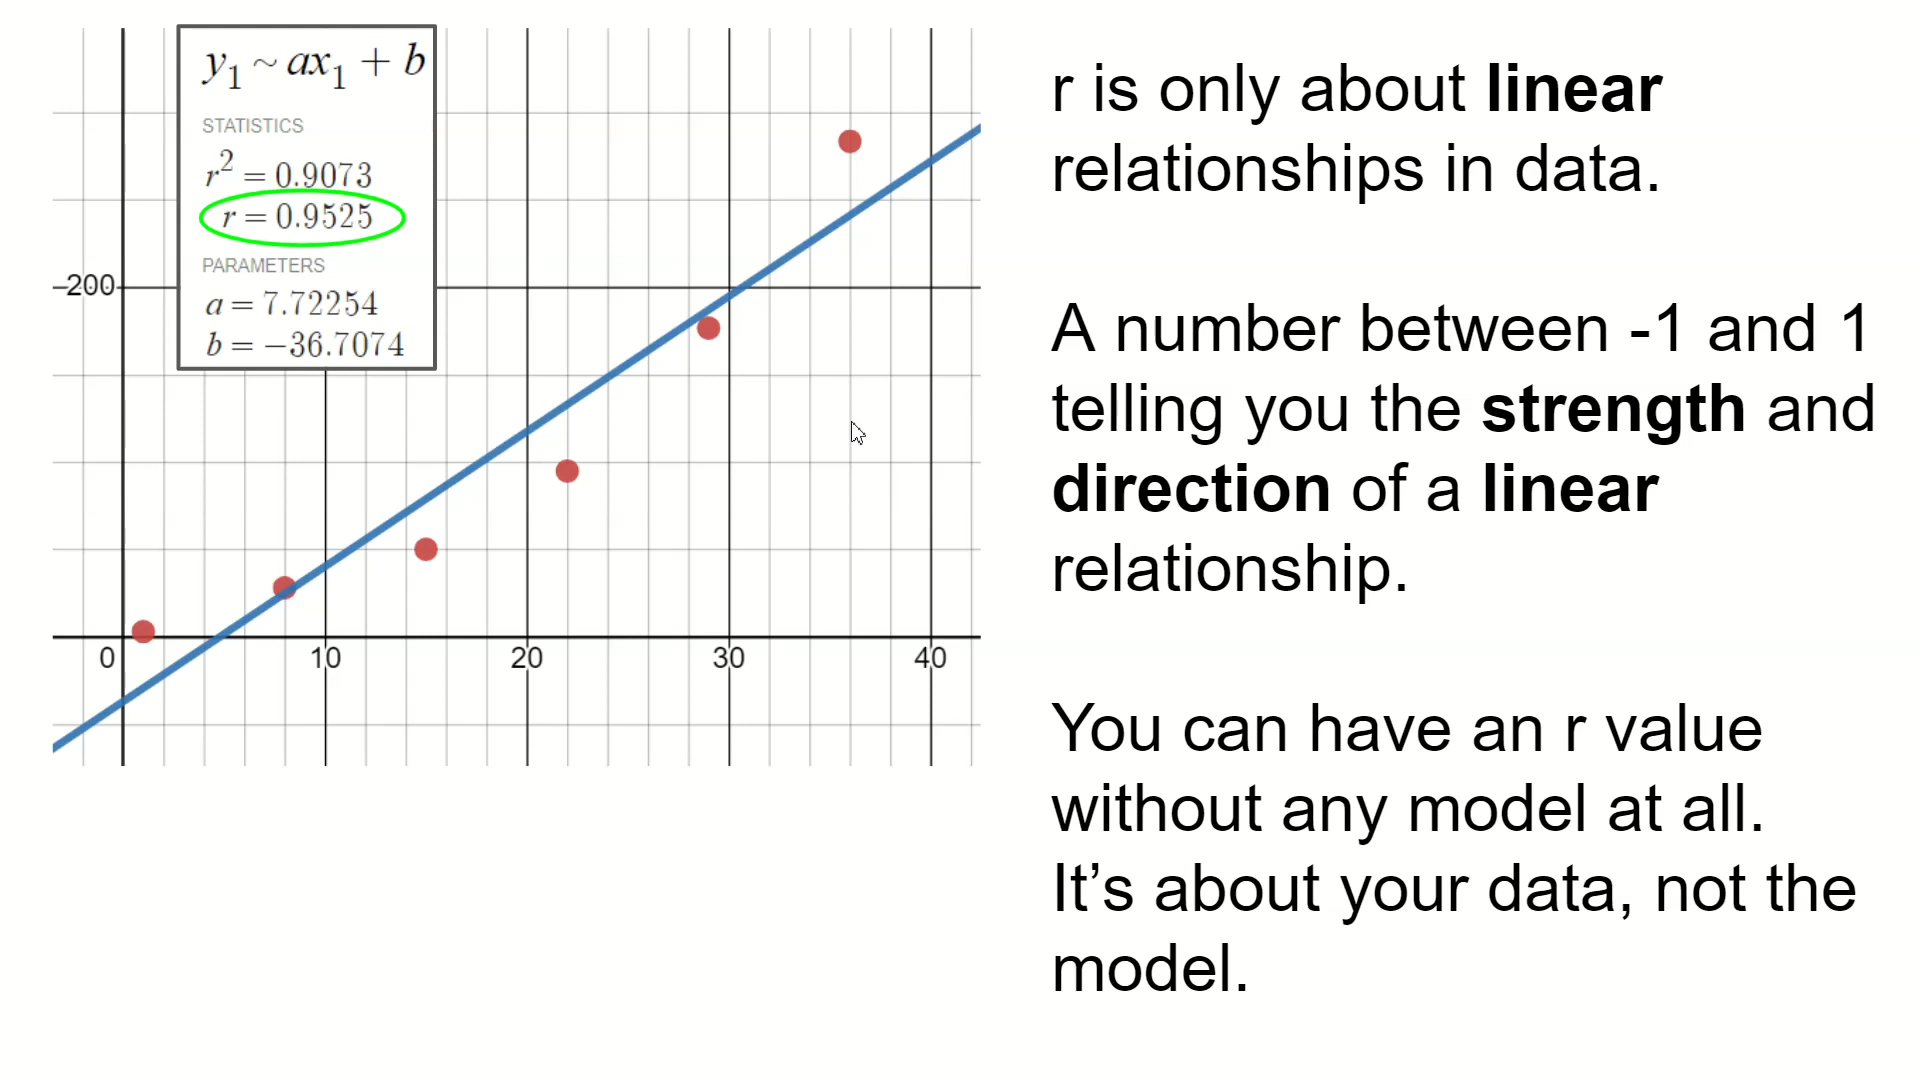 y₁ ~ ax₁ + b
STATISTICS
r² = 0.9073
r = 0.9525
PARAMETERS
a = 7.72254
b = −36.7074
200
0 10 20 30 40
r is only about linear
relationships in data.
A number between -1 and 1
telling you the strength and
direction of a linear
relationship.
You can have an r value
without any model at all.
It’s about your data, not the
model.